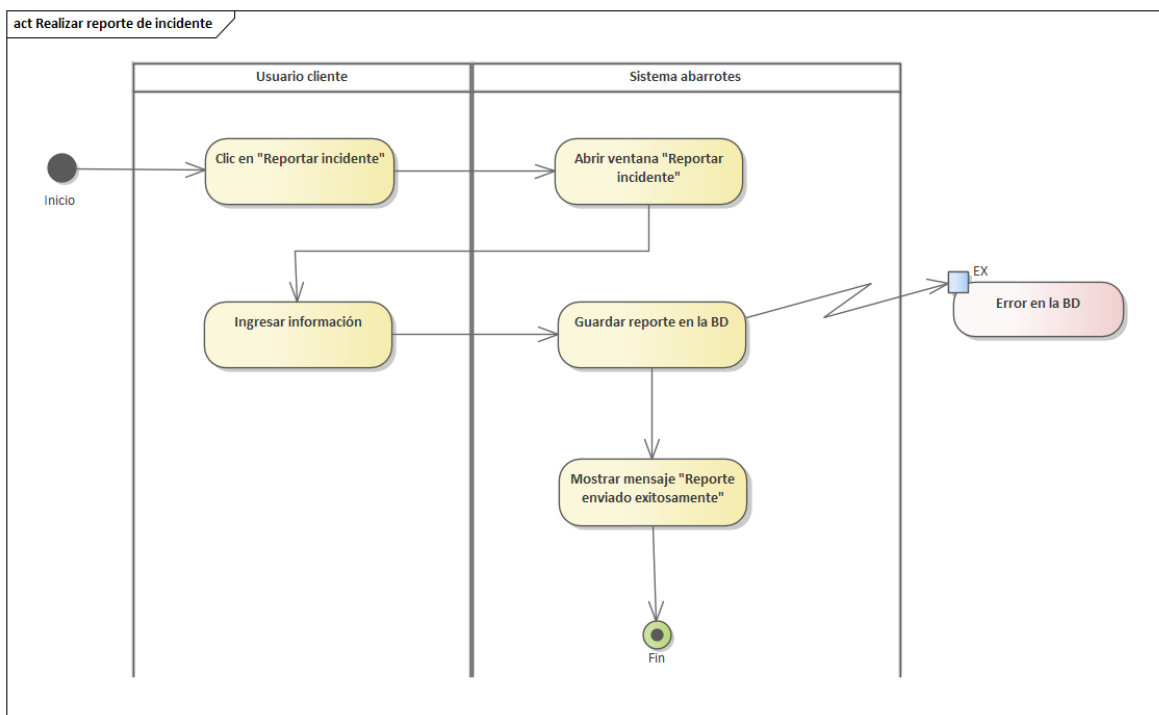 act Realizar reporte de incidente
Usuario cliente
Sistema abarrotes
Inicio
Clic en "Reportar incidente"
Abrir ventana "Reportar
incidente"
Ingresar información
Guardar reporte en la BD
EX
Error en la BD
Mostrar mensaje "Reporte
enviado exitosamente"
Fin